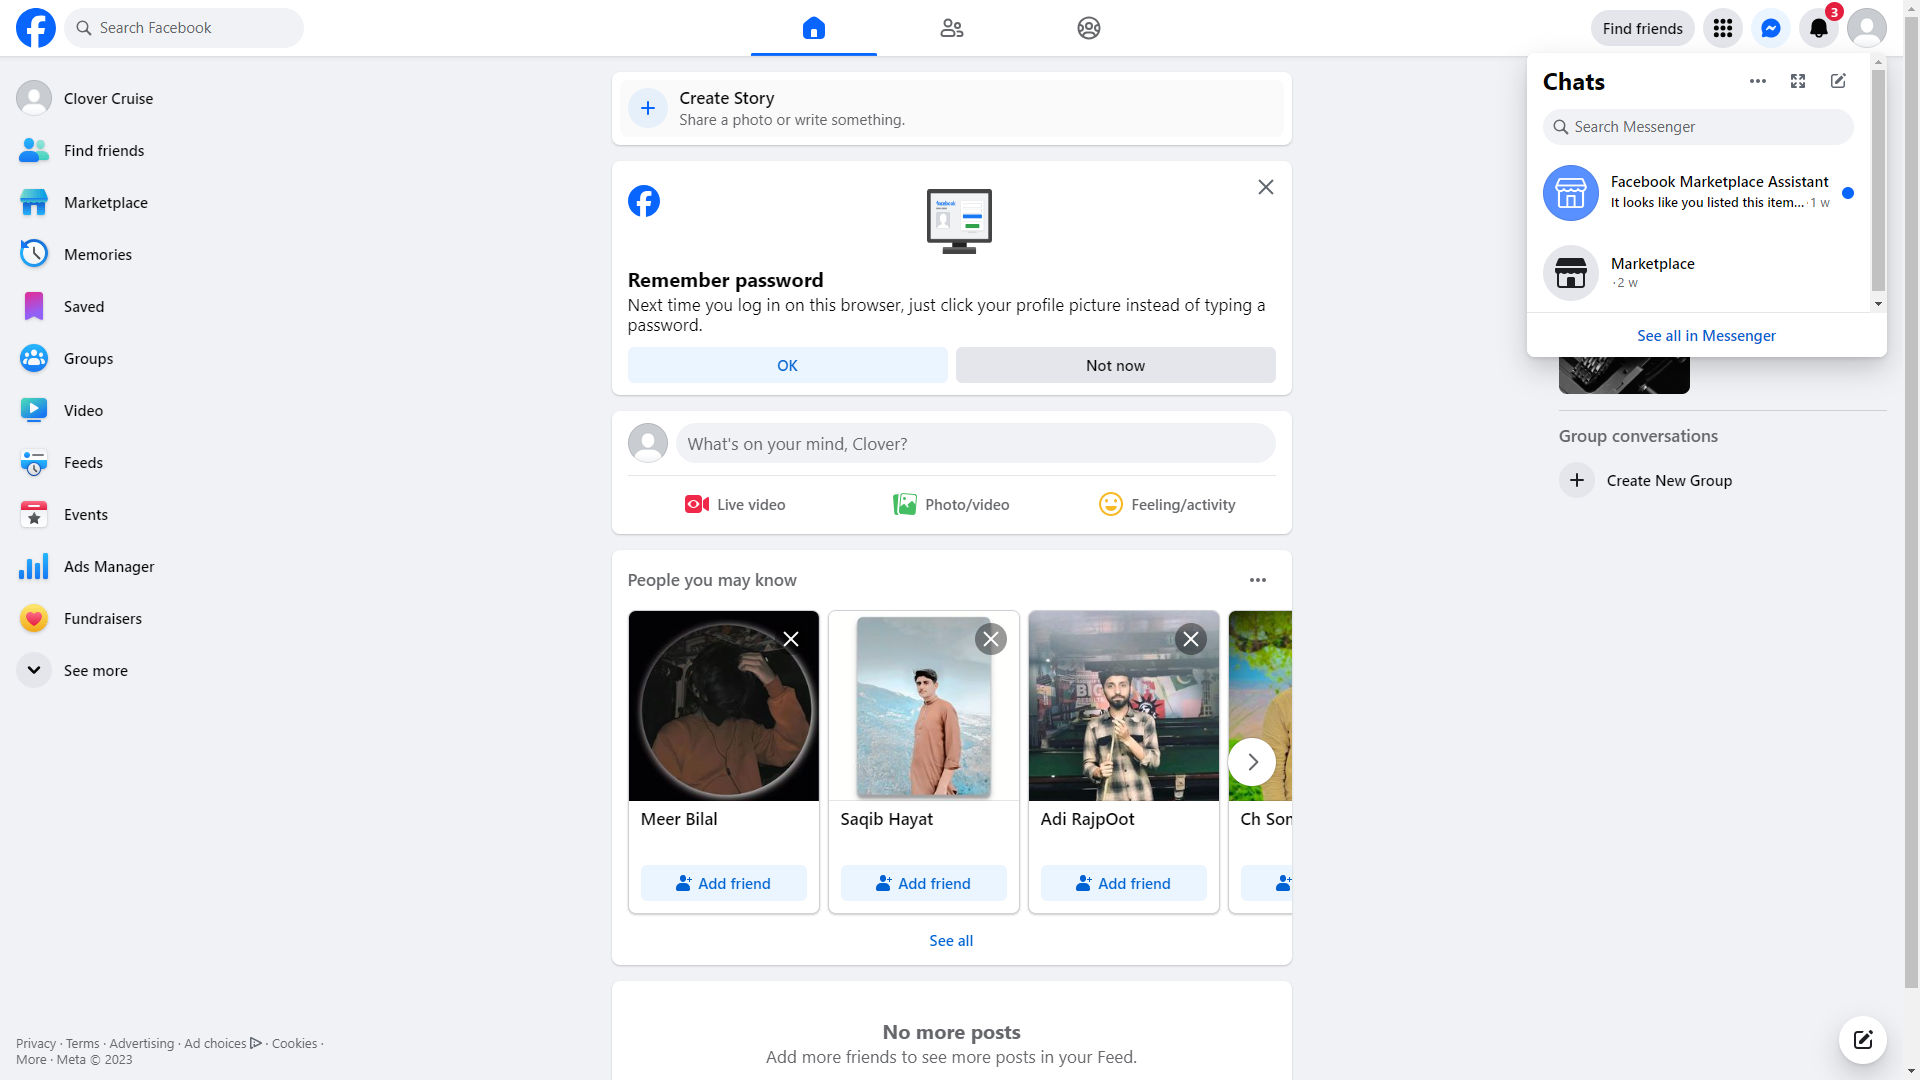 Search Facebook
Find friends
3
Clover Cruise
Find friends
Marketplace
Memories
Saved
Groups
Video
Feeds
Events
Ads Manager
Fundraisers
See more
Privacy · Terms · Advertising · Ad choices · Cookies ·
More · Meta © 2023
Create Story
Share a photo or write something.
facebook
Remember password
Next time you log in on this browser, just click your profile picture instead of typing a
password.
OK
Not now
What's on your mind, Clover?
Live video
Photo/video
Feeling/activity
People you may know
BIG
Meer Bilal
Saqib Hayat
Adi RajpOot
Ch Son
Add friend
Add friend
Add friend
See all
No more posts
Add more friends to see more posts in your Feed.
Chats
Search Messenger
Facebook Marketplace Assistant
It looks like you listed this item... · 1 w
Marketplace
· 2 w
See all in Messenger
Group conversations
Create New Group